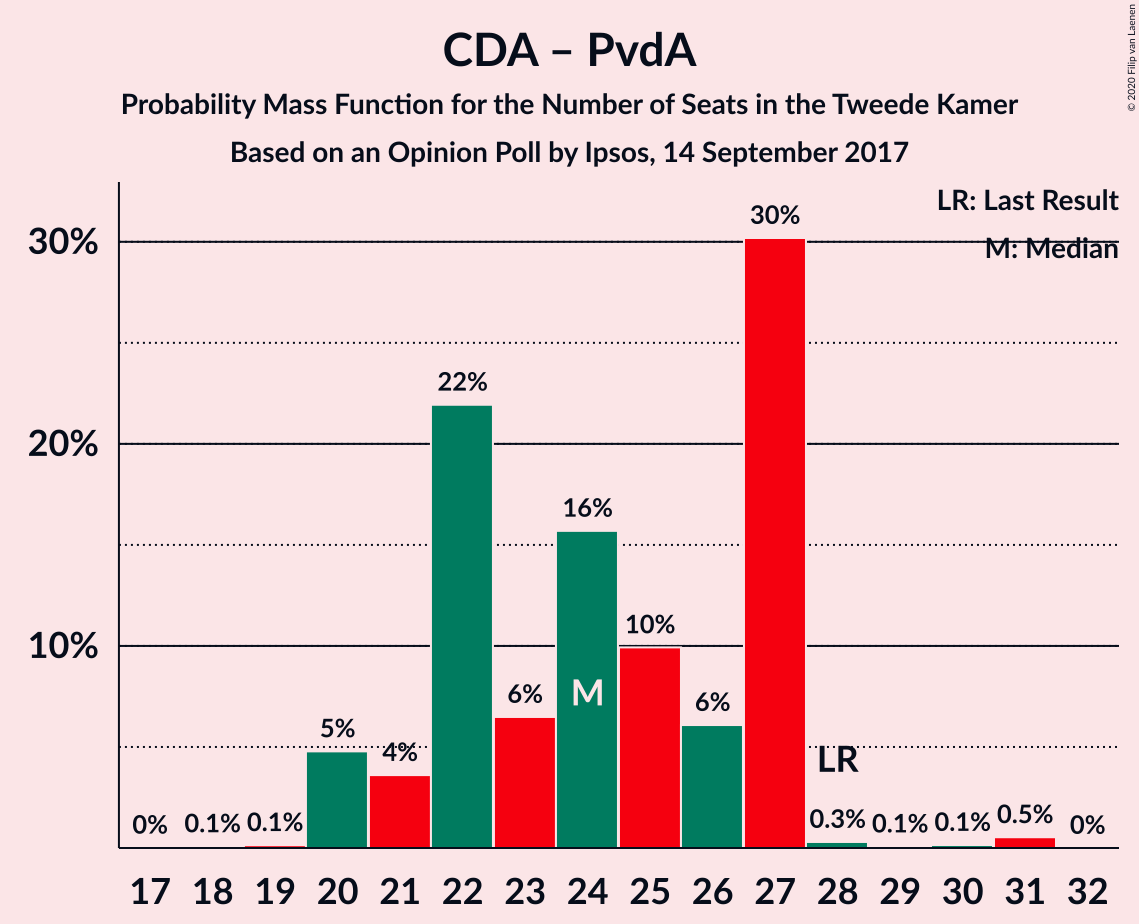 CDA – PvdA
Probability Mass Function for the Number of Seats in the Tweede Kamer
Based on an Opinion Poll by Ipsos, 14 September 2017
© 2020 Filip van Laenen
LR: Last Result
M: Median
30%
20%
10%
0%
0.1%
0.1%
5%
4%
22%
6%
16%
10%
6%
30%
0.3%
0.1%
0.1%
0.5%
0%
M
LR
17 18 19 20 21 22 23 24 25 26 27 28 29 30 31 32